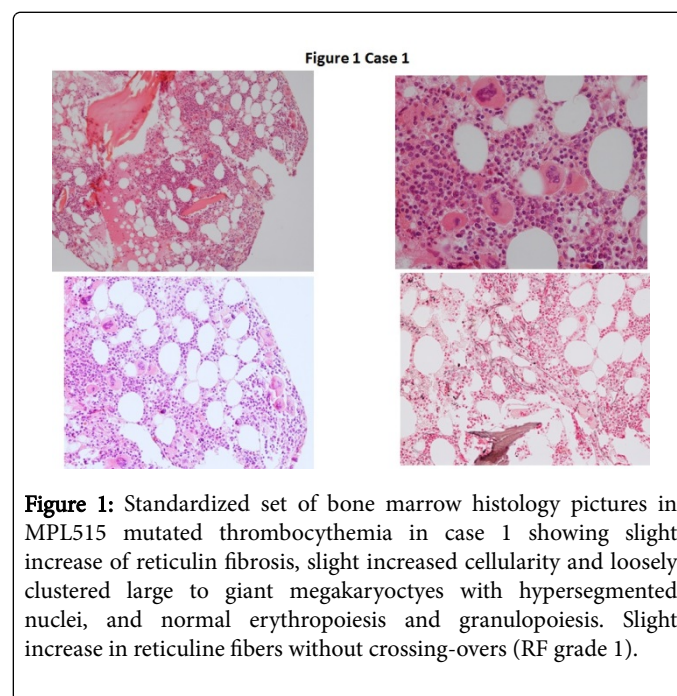 Figure 1 Case 1
Figure 1: Standardized set of bone marrow histology pictures in
MPL515 mutated thrombocythemia in case 1 showing slight
increase of reticulin fibrosis, slight increased cellularity and loosely
clustered large to giant megakaryoctyes with hypersegmented
nuclei, and normal erythropoiesis and granulopoiesis. Slight
increase in reticuline fibers without crossing-overs (RF grade 1).